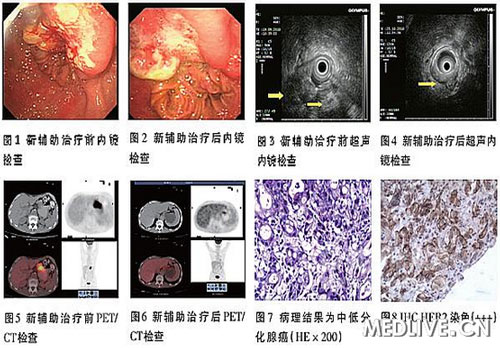 OLYMPUS
OLYMPUS
图1 新辅助治疗前内镜
检查
图2 新辅助治疗后内镜
检查
图3 新辅助治疗前超声
内镜检查
图4 新辅助治疗后超声内
镜检查
图5 新辅助治疗前PET/
CT检查
图6 新辅助治疗后PET/
CT检查
图7 病理结果为中低分
化腺癌(HE×200)
图8 IHC HER2染色(+++)
MEDLIVE.CN